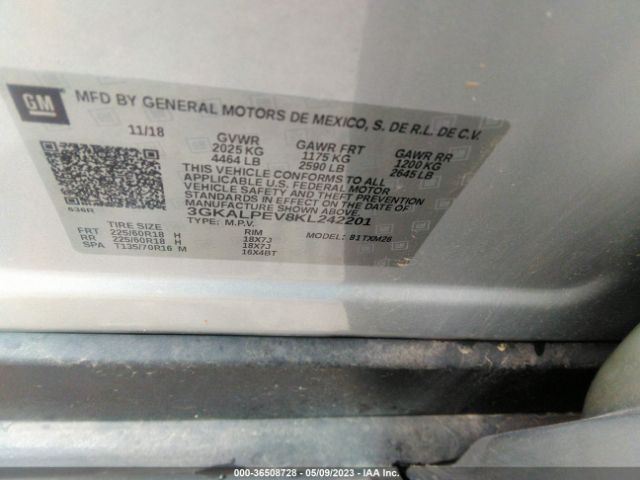 GM
MFD BY GENERAL MOTORS DE MEXICO, S. DE R.L. DE C.V.
11/18 GVWR GAWR FRT GAWR RR
2025 KG 1175 KG 1200 KG
4464 LB 2590 LB 2645 LB
THIS VEHICLE CONFORMS TO ALL
APPLICABLE U.S. FEDERAL MOTOR
VEHICLE SAFETY AND THEFT PREVENTION
STANDARDS IN EFFECT ON THE DATE OF
MANUFACTURE SHOWN ABOVE.
636R 3GKALPEV8KL242201
TYPE: M.P.V. MODEL: B1TXM26
TIRE SIZE RIM
FRT 225/60R18 H 18X7J
RR 225/60R18 H 18X7J
SPA T135/70R16 M 16X4BT
000-36508728 - 05/09/2023 - IAA Inc.